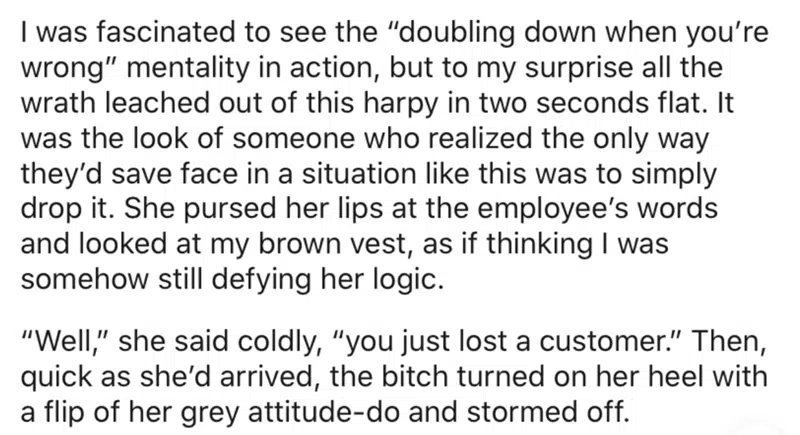 I was fascinated to see the “doubling down when you’re
wrong” mentality in action, but to my surprise all the
wrath leached out of this harpy in two seconds flat. It
was the look of someone who realized the only way
they’d save face in a situation like this was to simply
drop it. She pursed her lips at the employee’s words
and looked at my brown vest, as if thinking I was
somehow still defying her logic.
“Well,” she said coldly, “you just lost a customer.” Then,
quick as she’d arrived, the bitch turned on her heel with
a flip of her grey attitude-do and stormed off.